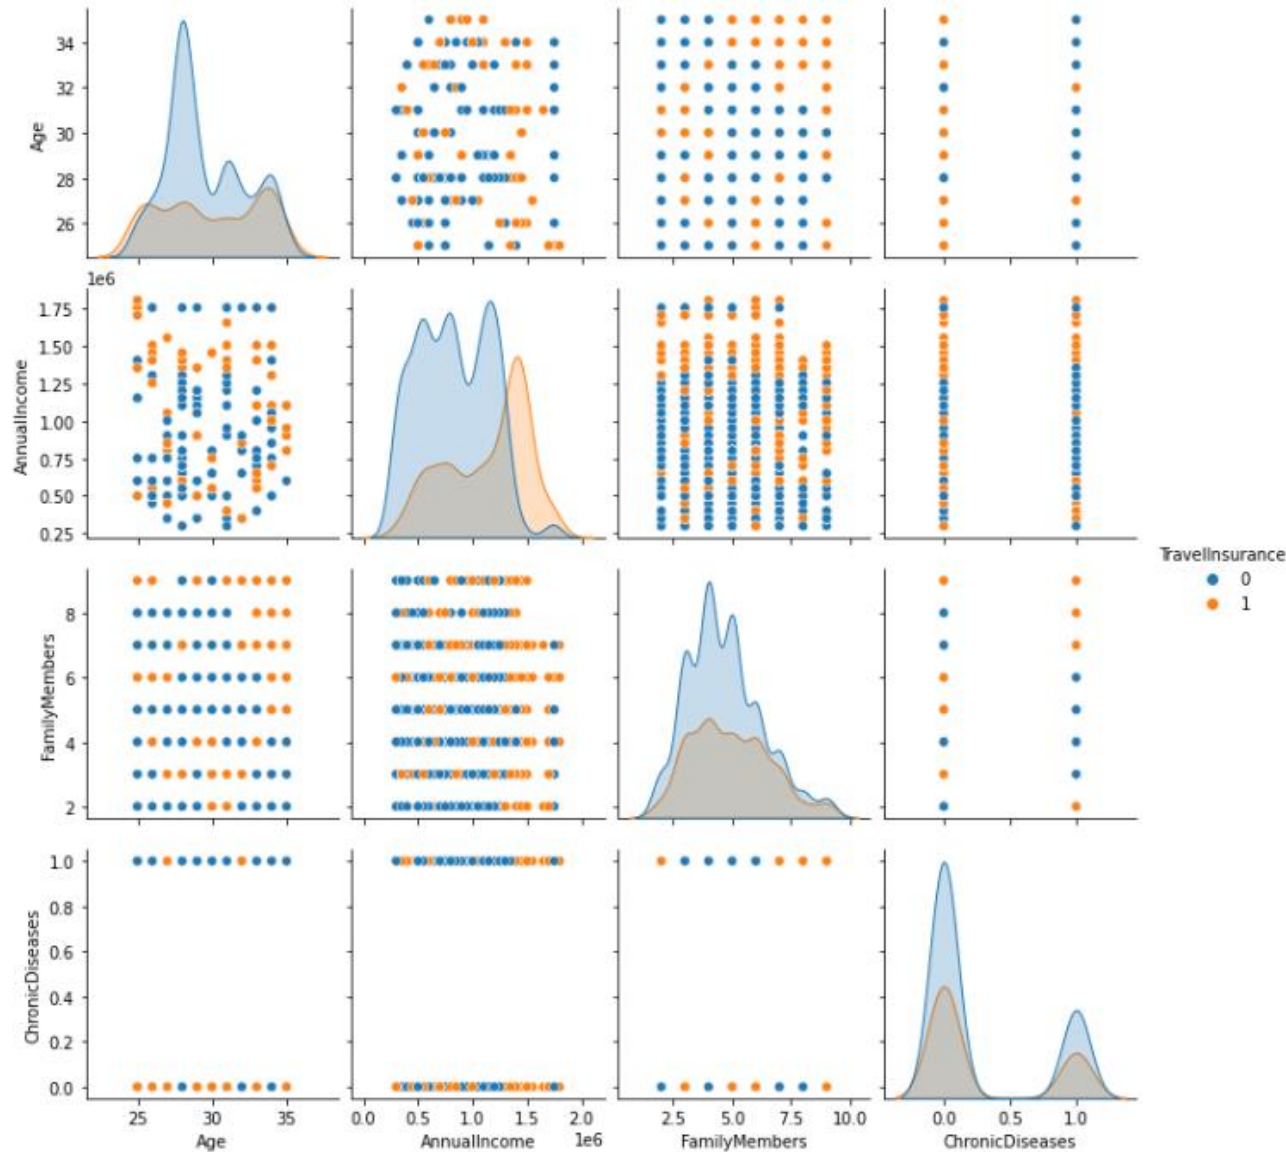 34
32
30
28
26
Age
1e6
1.75
1.50
1.25
1.00
0.75
0.50
0.25
AnnualIncome
TravelInsurance
0
1
8
6
4
2
FamilyMembers
1.0
0.8
0.6
0.4
0.2
0.0
ChronicDiseases
25 30 35
Age
0.0 0.5 1.0 1.5 2.0
AnnualIncome 1e6
2.5 5.0 7.5 10.0
FamilyMembers
0.0 0.5 1.0
ChronicDiseases